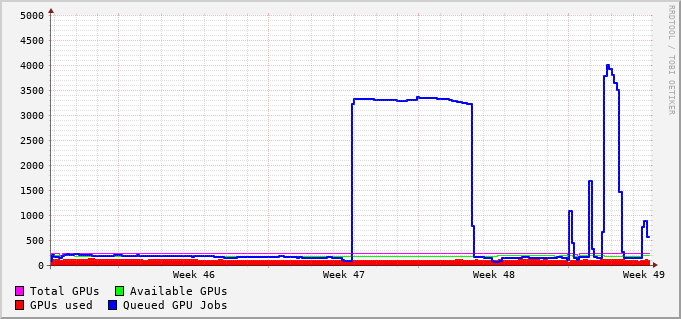 5000
4500
4000
3500
3000
2500
2000
1500
1000
500
0
Week 46 Week 47 Week 48 Week 49
Total GPUs Available GPUs
GPUs used Queued GPU Jobs
RRDTOOL / TOBI OETIKER